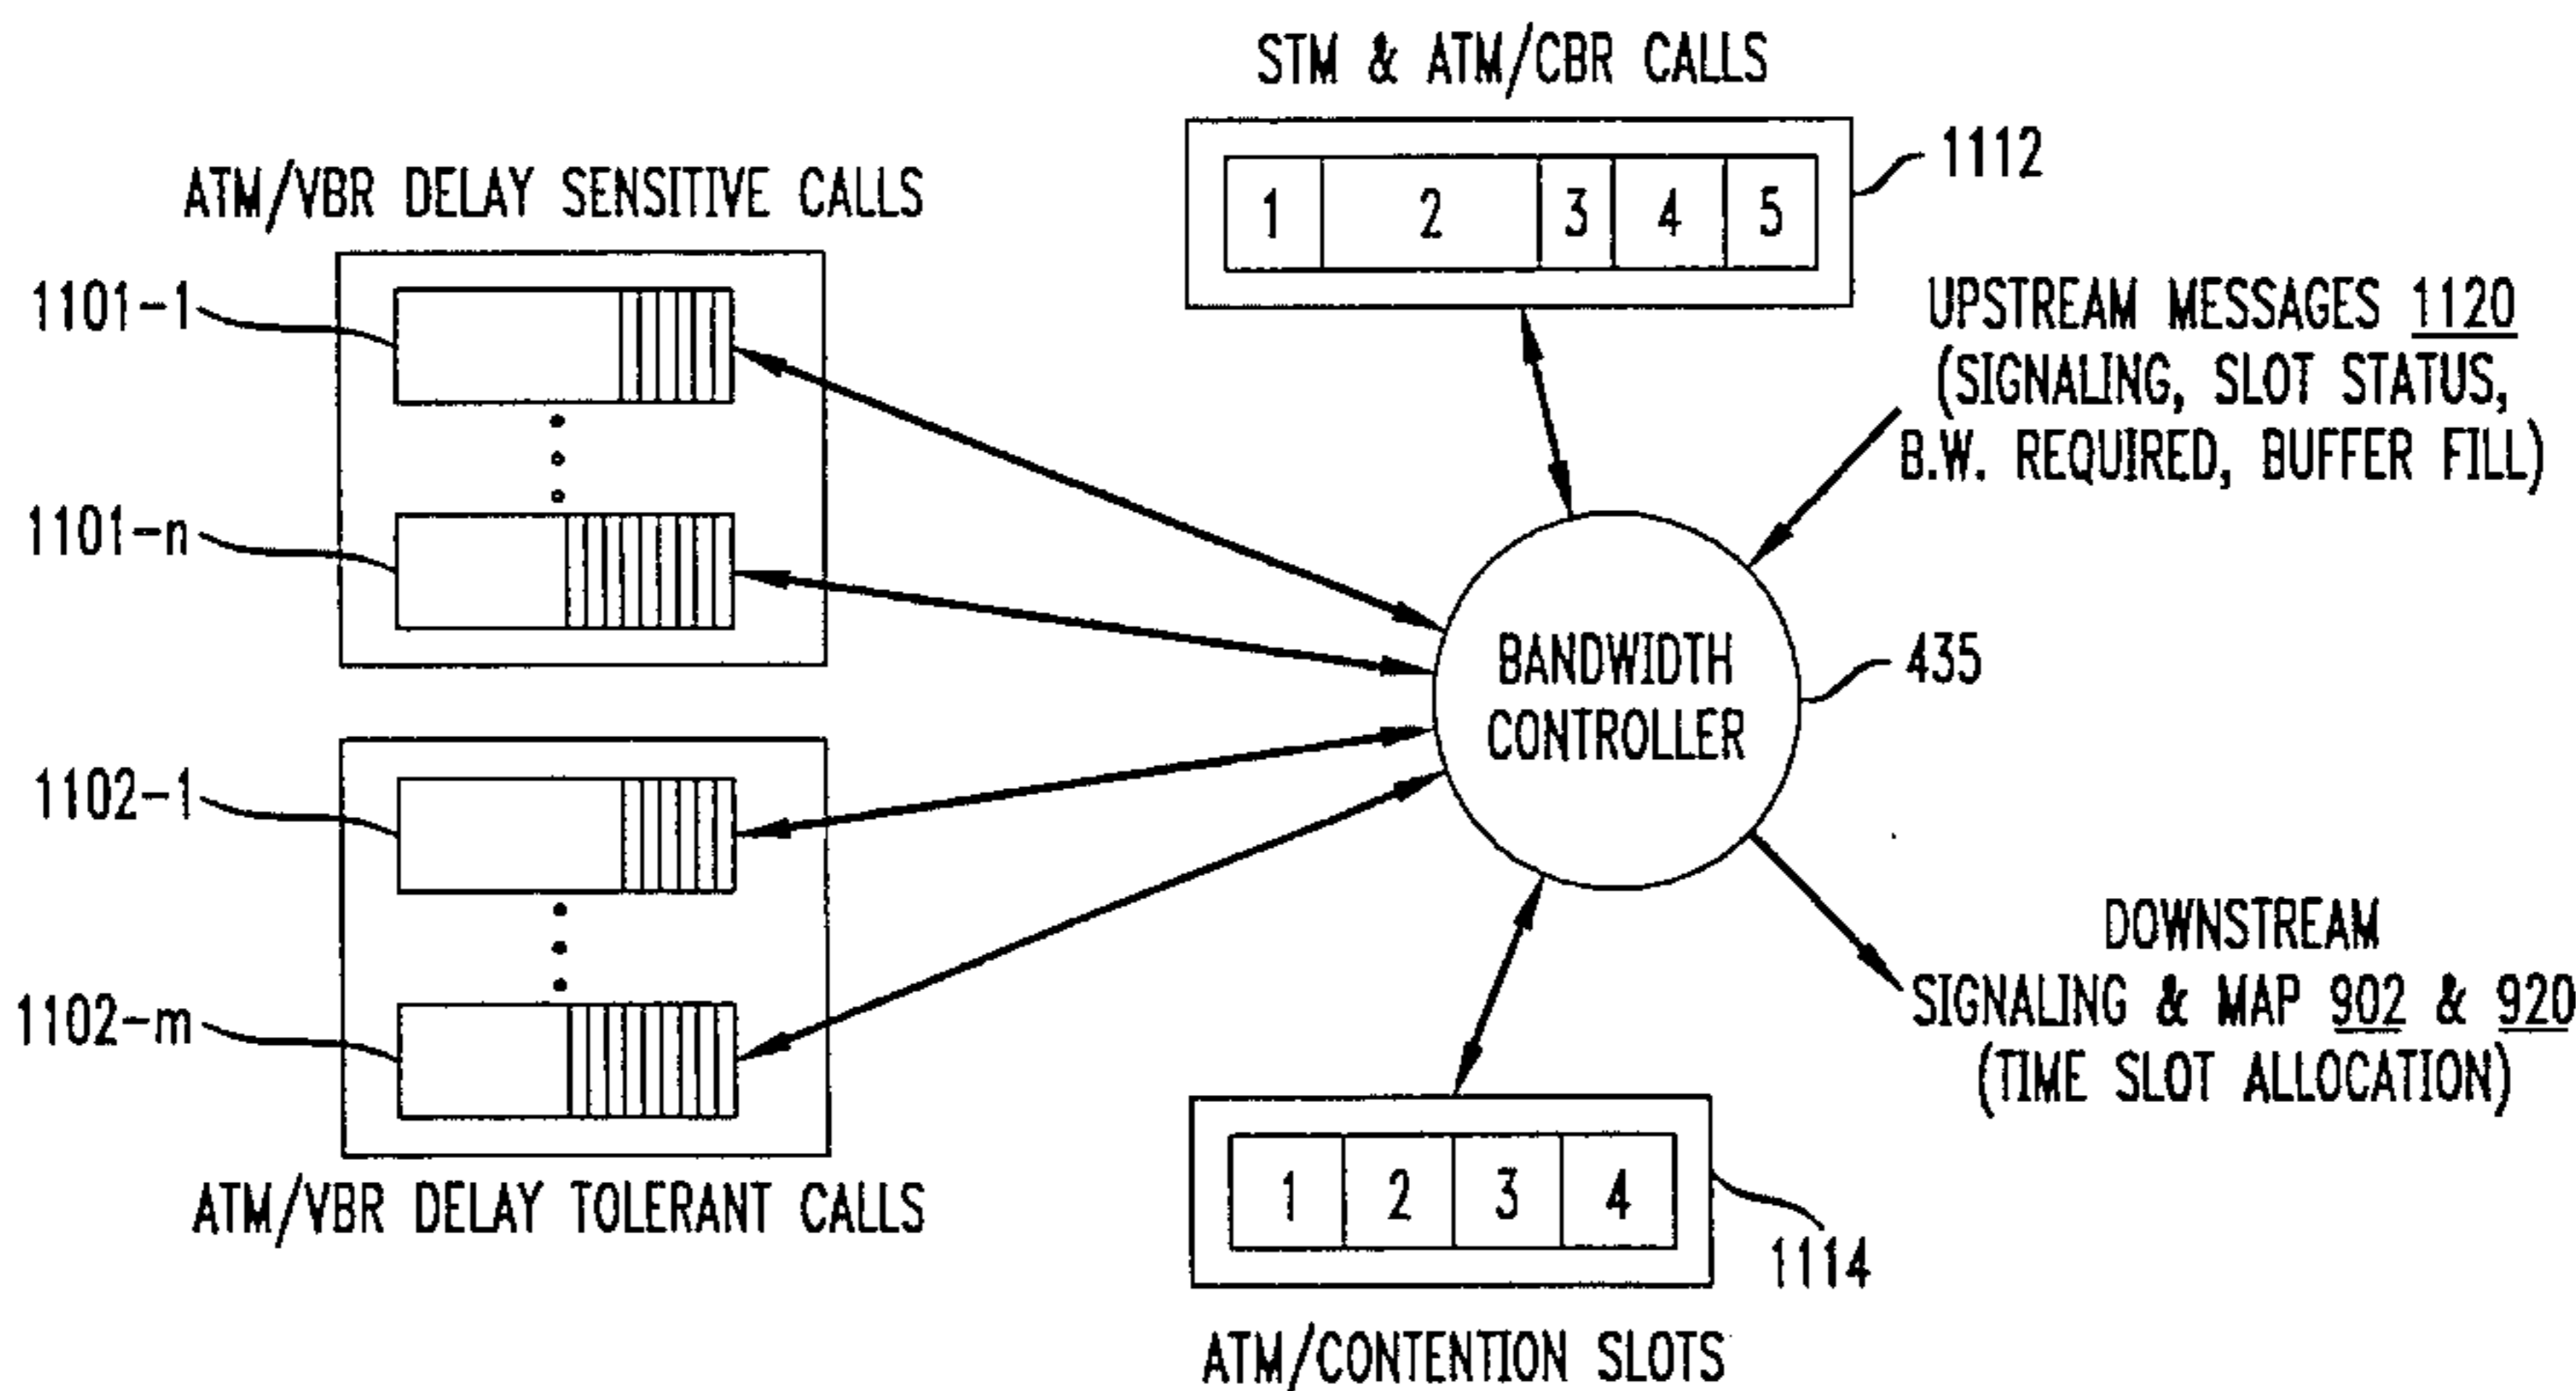 STM & ATM/CBR CALLS
1 2 3 4 5
1112
ATM/VBR DELAY SENSITIVE CALLS
1101-1
1101-n
UPSTREAM MESSAGES 1120
(SIGNALING, SLOT STATUS,
B.W. REQUIRED, BUFFER FILL)
BANDWIDTH
CONTROLLER
435
1102-1
1102-m
ATM/VBR DELAY TOLERANT CALLS
DOWNSTREAM
SIGNALING & MAP 902 & 920
(TIME SLOT ALLOCATION)
1 2 3 4
1114
ATM/CONTENTION SLOTS